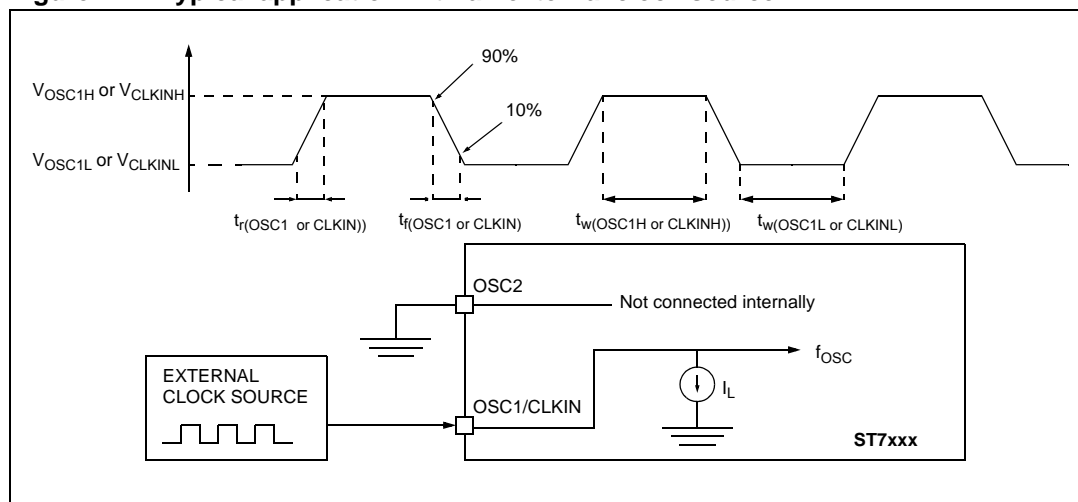 90%
V_OSC1H or V_CLKINH
10%
V_OSC1L or V_CLKINL
t_r(OSC1 or CLKIN))
t_f(OSC1 or CLKIN)
t_w(OSC1H or CLKINH))
t_w(OSC1L or CLKINL)
OSC2
Not connected internally
f_OSC
EXTERNAL
CLOCK SOURCE
I_L
OSC1/CLKIN
ST7xxx